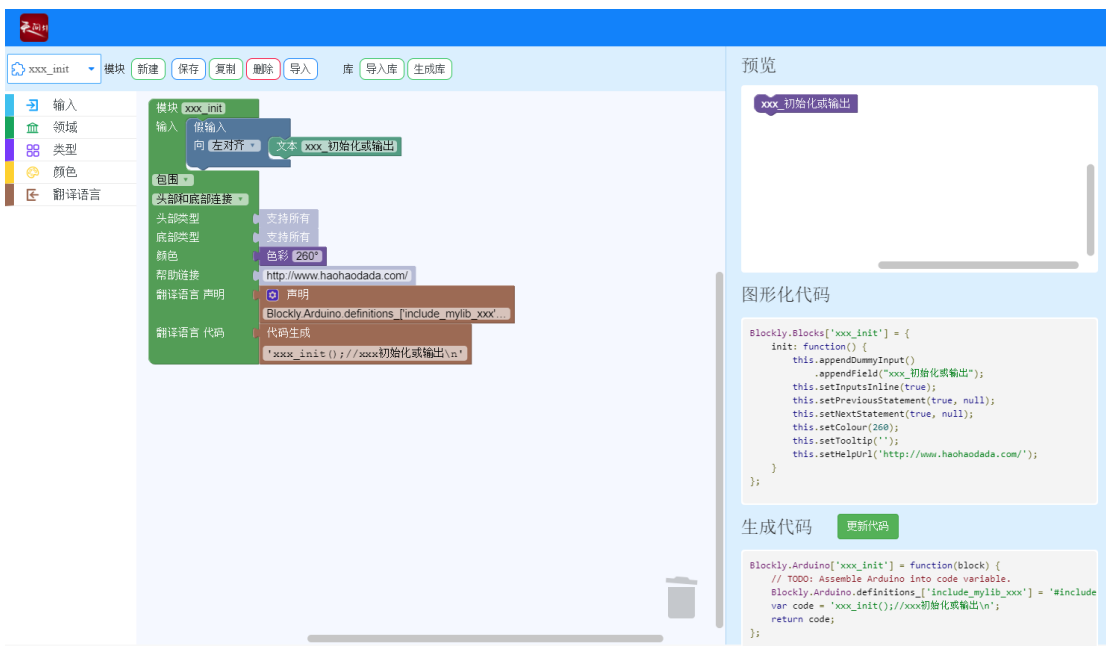 天问51
xxx_init 模块 新建 保存 复制 删除 导入 库 导入库 生成库
输入
领域
类型
颜色
翻译语言
模块 xxx_init
输入 假输入
向 左对齐 文本 xxx_初始化或输出
包围
头部和底部连接
头部类型 支持所有
底部类型 支持所有
颜色 色彩 260°
帮助链接 http://www.haohaodada.com/
翻译语言 声明 声明
Blockly.Arduino.definitions_['include_mylib_xxx'...
翻译语言 代码 代码生成
'xxx_init();//xxx初始化或输出\n'
预览
xxx_初始化或输出
图形化代码
Blockly.Blocks['xxx_init'] = {
init: function() {
this.appendDummyInput()
.appendField("xxx_初始化或输出");
this.setInputsInline(true);
this.setPreviousStatement(true, null);
this.setNextStatement(true, null);
this.setColour(260);
this.setTooltip('');
this.setHelpUrl('http://www.haohaodada.com/');
}
};
生成代码 更新代码
Blockly.Arduino['xxx_init'] = function(block) {
// TODO: Assemble Arduino into code variable.
Blockly.Arduino.definitions_['include_mylib_xxx'] = '#include
var code = 'xxx_init();//xxx初始化或输出\n';
return code;
};